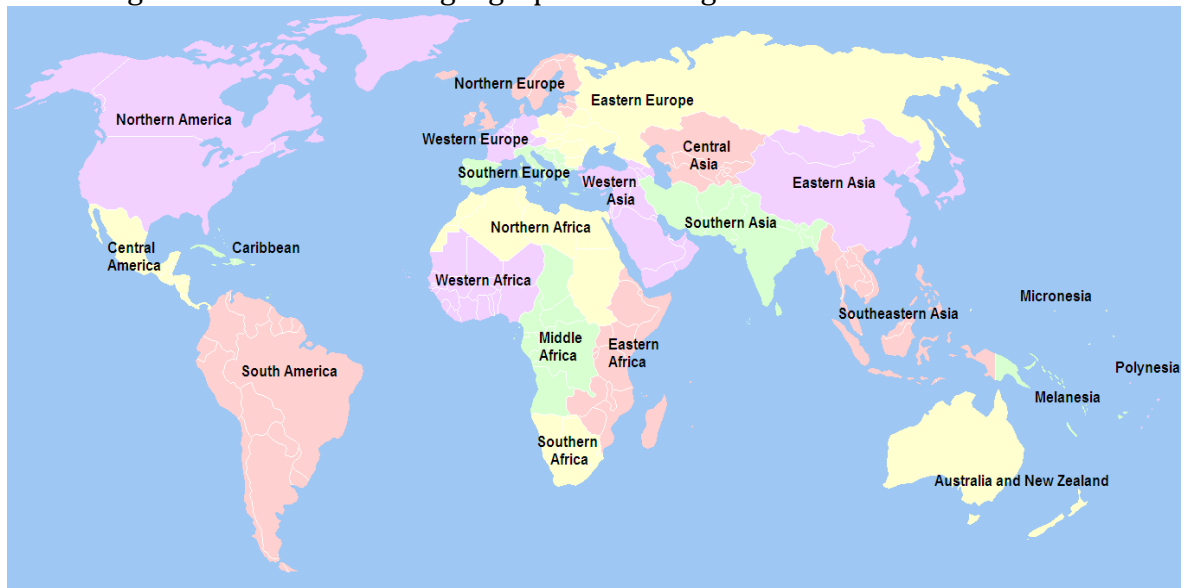 Northern Europe
Eastern Europe
Northern America
Western Europe
Central
Asia
Southern Europe
Western
Asia
Eastern Asia
Southern Asia
Northern Africa
Central
America
Caribbean
Western Africa
Micronesia
Southeastern Asia
Middle
Africa
Eastern
Africa
South America
Polynesia
Melanesia
Southern
Africa
Australia and New Zealand